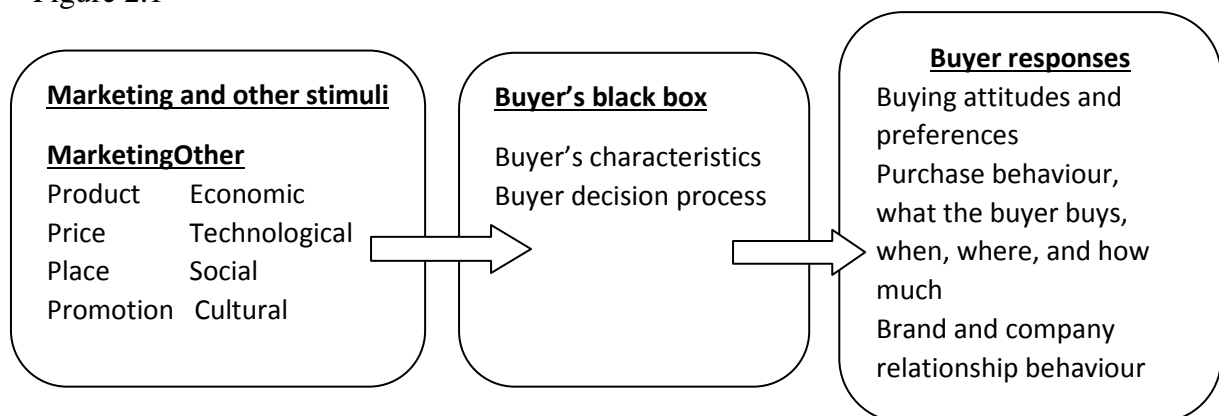 Figure 2.1
Marketing and other stimuli
MarketingOther
Product Economic
Price Technological
Place Social
Promotion Cultural
Buyer's black box
Buyer's characteristics
Buyer decision process
Buyer responses
Buying attitudes and
preferences
Purchase behaviour,
what the buyer buys,
when, where, and how
much
Brand and company
relationship behaviour